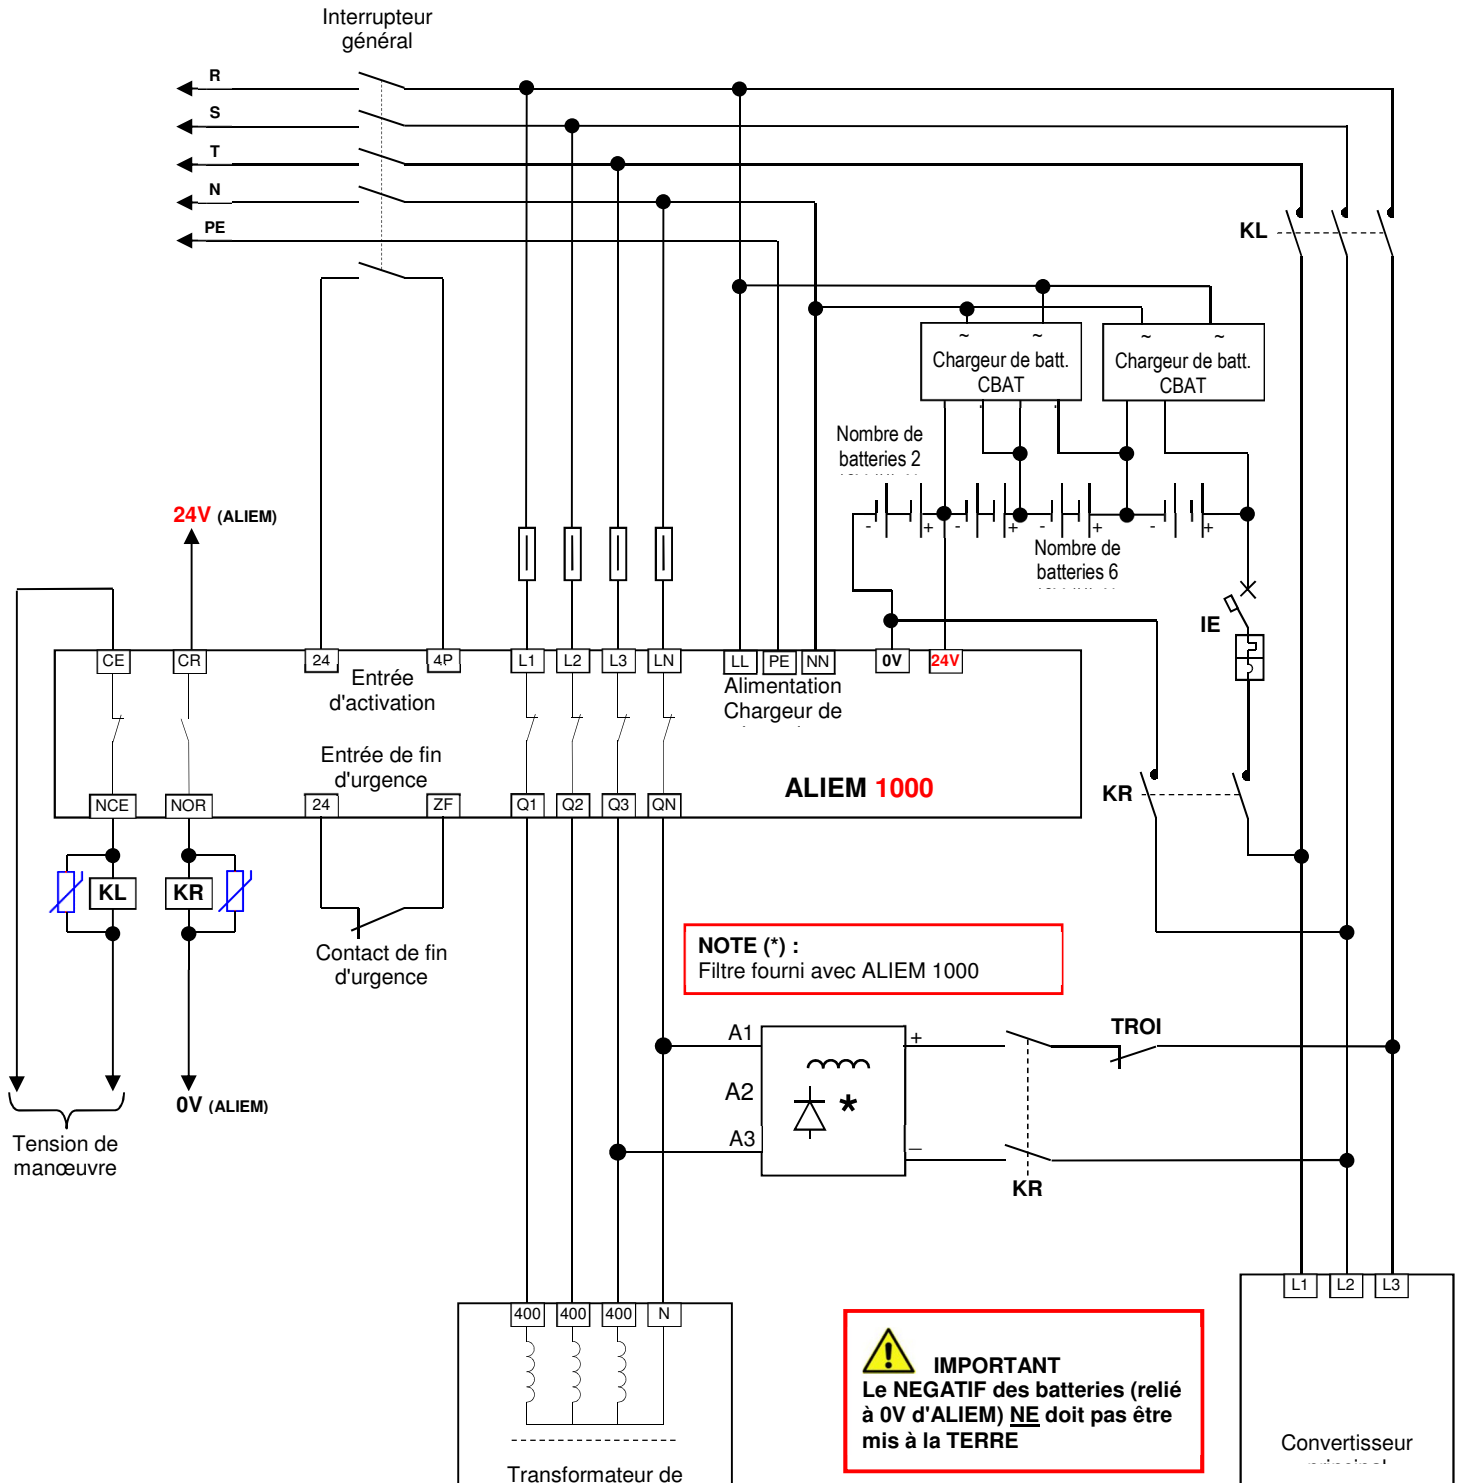 Interrupteur
général
R
S
T
N
PE
KL
~ ~
Chargeur de batt.
CBAT
~ ~
Chargeur de batt.
CBAT
Nombre de
batteries 2
24V (ALIEM)
- + - + - + - +
Nombre de
batteries 6
IE
CE
CR
24
4P
L1
L2
L3
LN
LL
PE
NN
0V
24V
Entrée
d'activation
Alimentation
Chargeur de
Entrée de fin
d'urgence
ALIEM 1000
KR
NCE
NOR
24
ZF
Q1
Q2
Q3
QN
KL
KR
Contact de fin
d'urgence
NOTE (*) :
Filtre fourni avec ALIEM 1000
A1
+
TROI
A2
*
A3
–
KR
0V (ALIEM)
Tension de
manœuvre
L1
L2
L3
400
400
400
N
IMPORTANT
Le NEGATIF des batteries (relié
à 0V d'ALIEM) NE doit pas être
mis à la TERRE
Convertisseur
Transformateur de